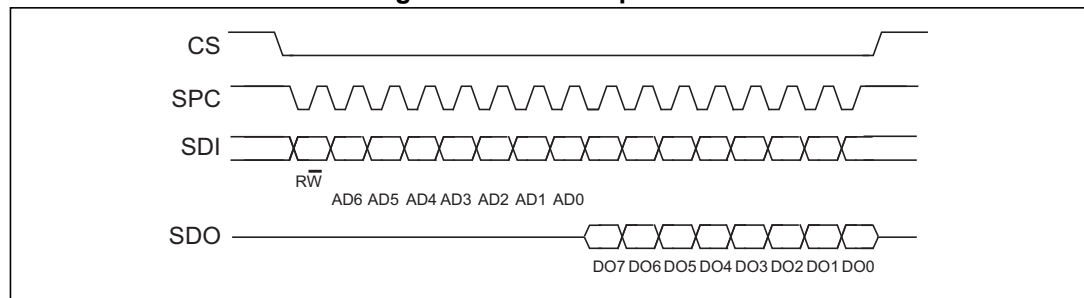 CS
SPC
SDI
RW
AD6 AD5 AD4 AD3 AD2 AD1 AD0
SDO
DO7 DO6 DO5 DO4 DO3 DO2 DO1 DO0